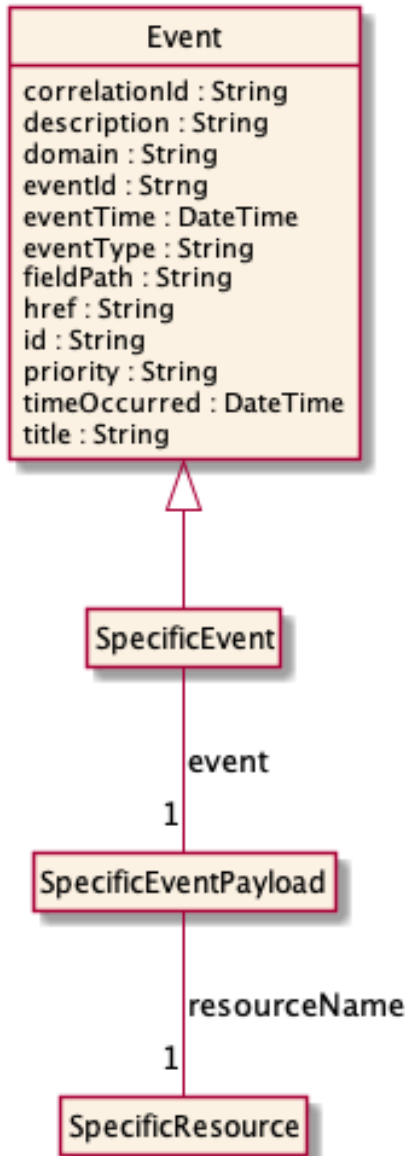 Event
correlationId : String
description : String
domain : String
eventId : Strng
eventTime : DateTime
eventType : String
fieldPath : String
href : String
id : String
priority : String
timeOccurred : DateTime
title : String
SpecificEvent
event
1
SpecificEventPayload
resourceName
1
SpecificResource